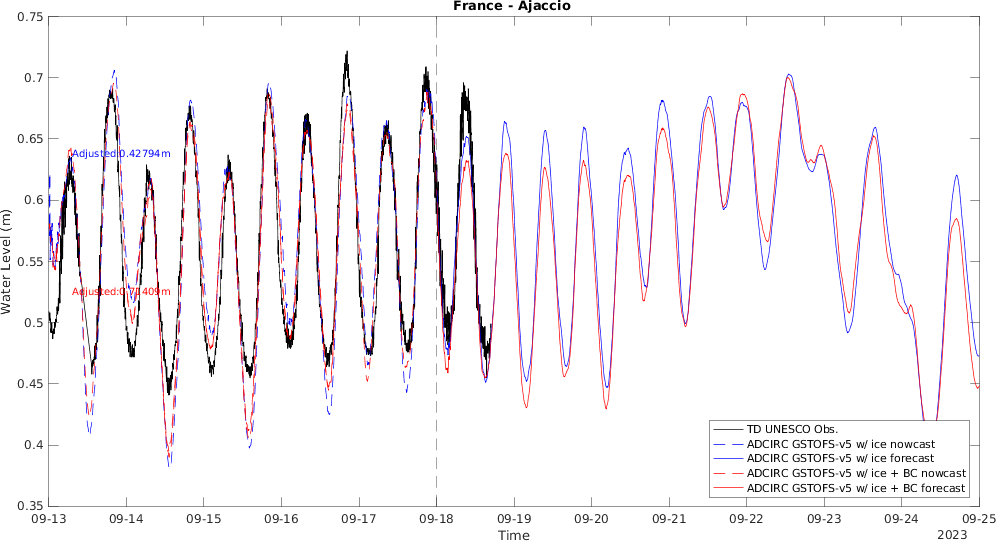 France - Ajaccio
Water Level (m)
0.75
0.7
0.65
0.6
0.55
0.5
0.45
0.4
0.35
Adjusted:0.42794m
Adjusted:0.71409m
TD UNESCO Obs.
ADCIRC GSTOFS-v5 w/ ice nowcast
ADCIRC GSTOFS-v5 w/ ice forecast
ADCIRC GSTOFS-v5 w/ ice + BC nowcast
ADCIRC GSTOFS-v5 w/ ice + BC forecast
09-13 09-14 09-15 09-16 09-17 09-18 09-19 09-20 09-21 09-22 09-23 09-24 09-25
Time
2023